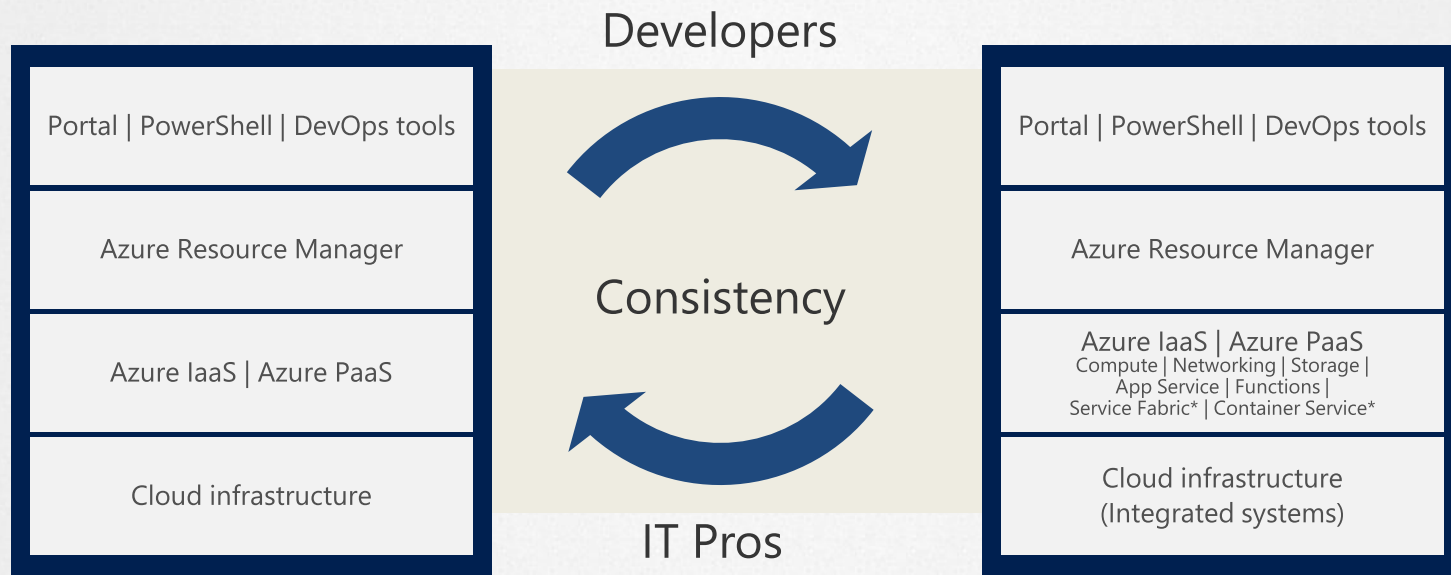 Developers
Portal | PowerShell | DevOps tools
Azure Resource Manager
Azure IaaS | Azure PaaS
Cloud infrastructure
Consistency
IT Pros
Portal | PowerShell | DevOps tools
Azure Resource Manager
Azure IaaS | Azure PaaS
Compute | Networking | Storage |
App Service | Functions |
Service Fabric* | Container Service*
Cloud infrastructure
(Integrated systems)